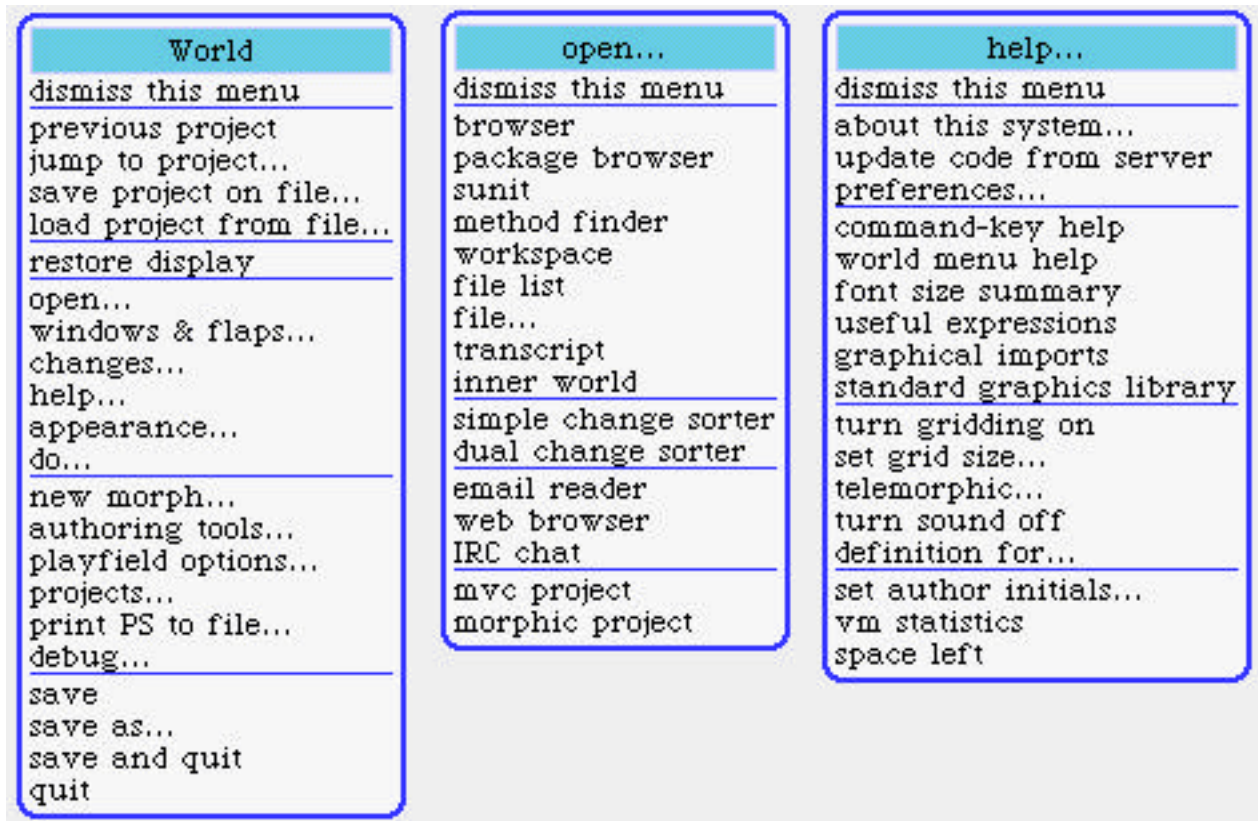 World
dismiss this menu
previous project
jump to project...
save project on file...
load project from file...
restore display
open...
windows & flaps...
changes...
help...
appearance...
do...
new morph...
authoring tools...
playfield options...
projects...
print PS to file...
debug...
save
save as...
save and quit
quit
open...
dismiss this menu
browser
package browser
sunit
method finder
workspace
file list
file...
transcript
inner world
simple change sorter
dual change sorter
email reader
web browser
IRC chat
mvc project
morphic project
help...
dismiss this menu
about this system...
update code from server
preferences...
command-key help
world menu help
font size summary
useful expressions
graphical imports
standard graphics library
turn gridding on
set grid size...
telemorphic...
turn sound off
definition for...
set author initials...
vm statistics
space left